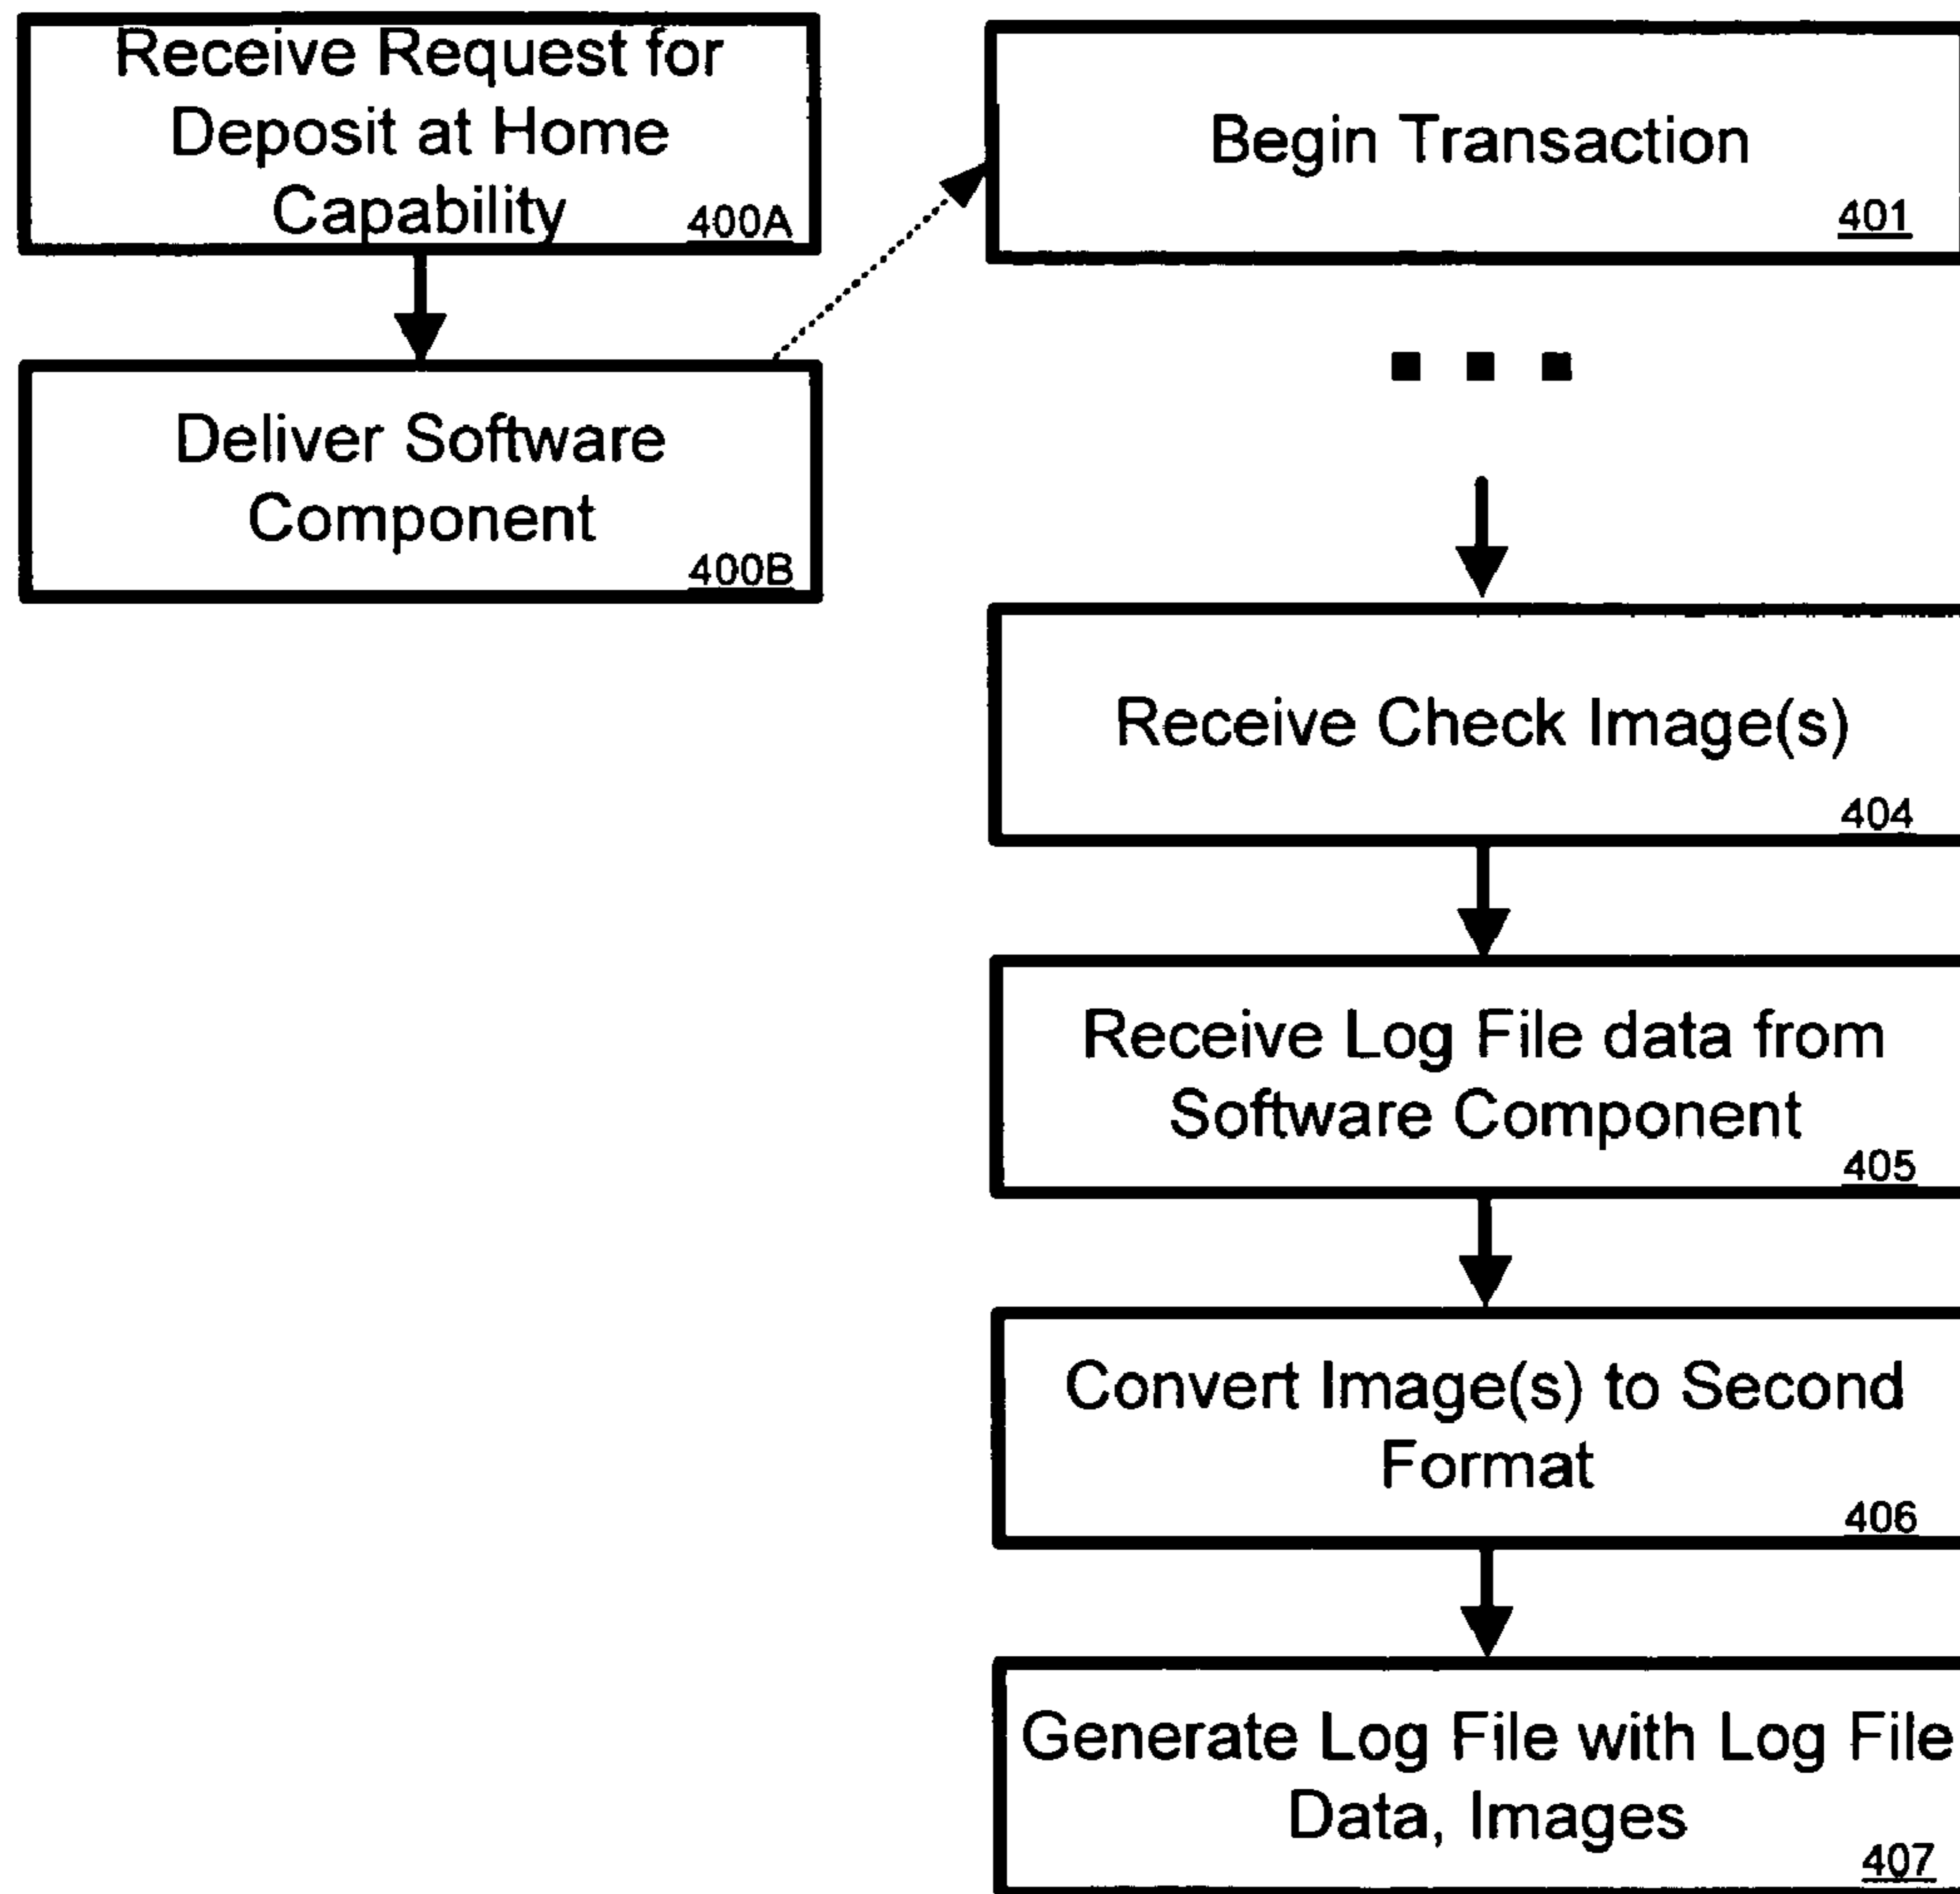 Receive Request for
Deposit at Home
Capability
400A
Deliver Software
Component
400B
Begin Transaction
401
Receive Check Image(s)
404
Receive Log File data from
Software Component
405
Convert Image(s) to Second
Format
406
Generate Log File with Log File
Data, Images
407